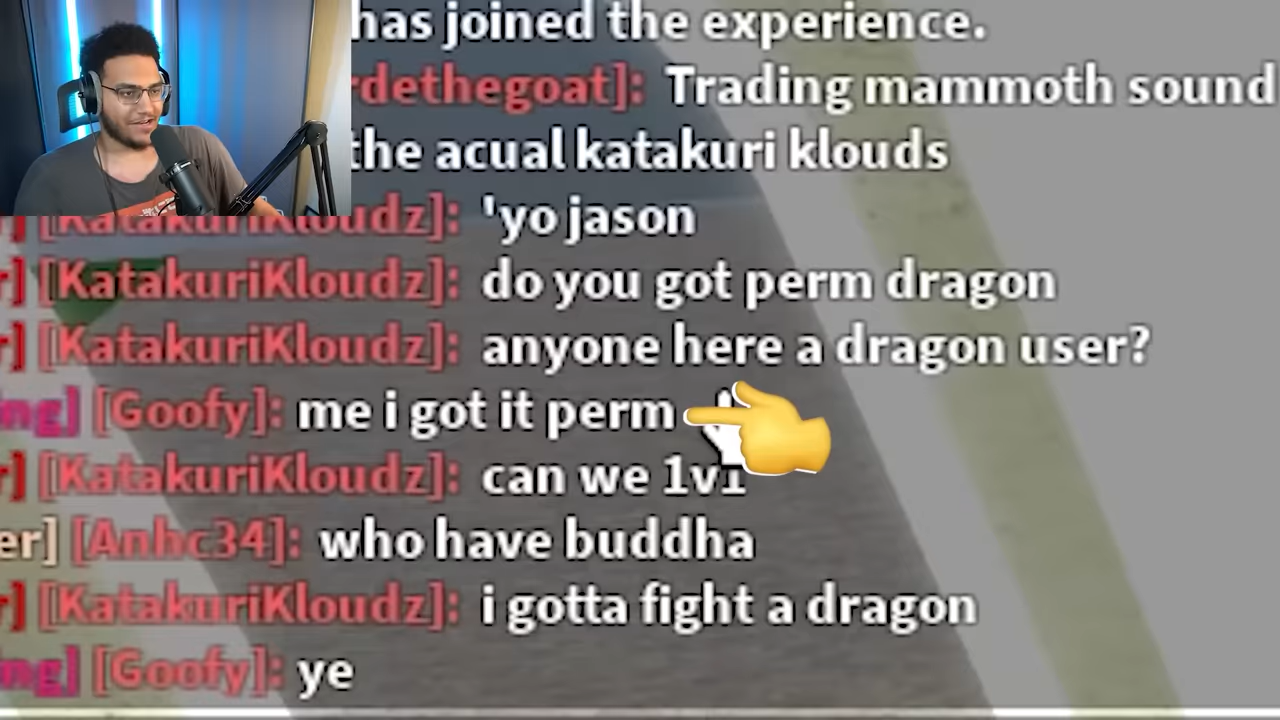 has joined the experience.
rdethegoat]: Trading mammoth sound
the acual katakuri klouds
r] [KatakuriKloudz]: 'yo jason
r] [KatakuriKloudz]: do you got perm dragon
r] [KatakuriKloudz]: anyone here a dragon user?
ing] [Goofy]: me i got it perm
r] [KatakuriKloudz]: can we 1v1
er] [Anhc34]: who have buddha
r] [KatakuriKloudz]: i gotta fight a dragon
ing] [Goofy]: ye